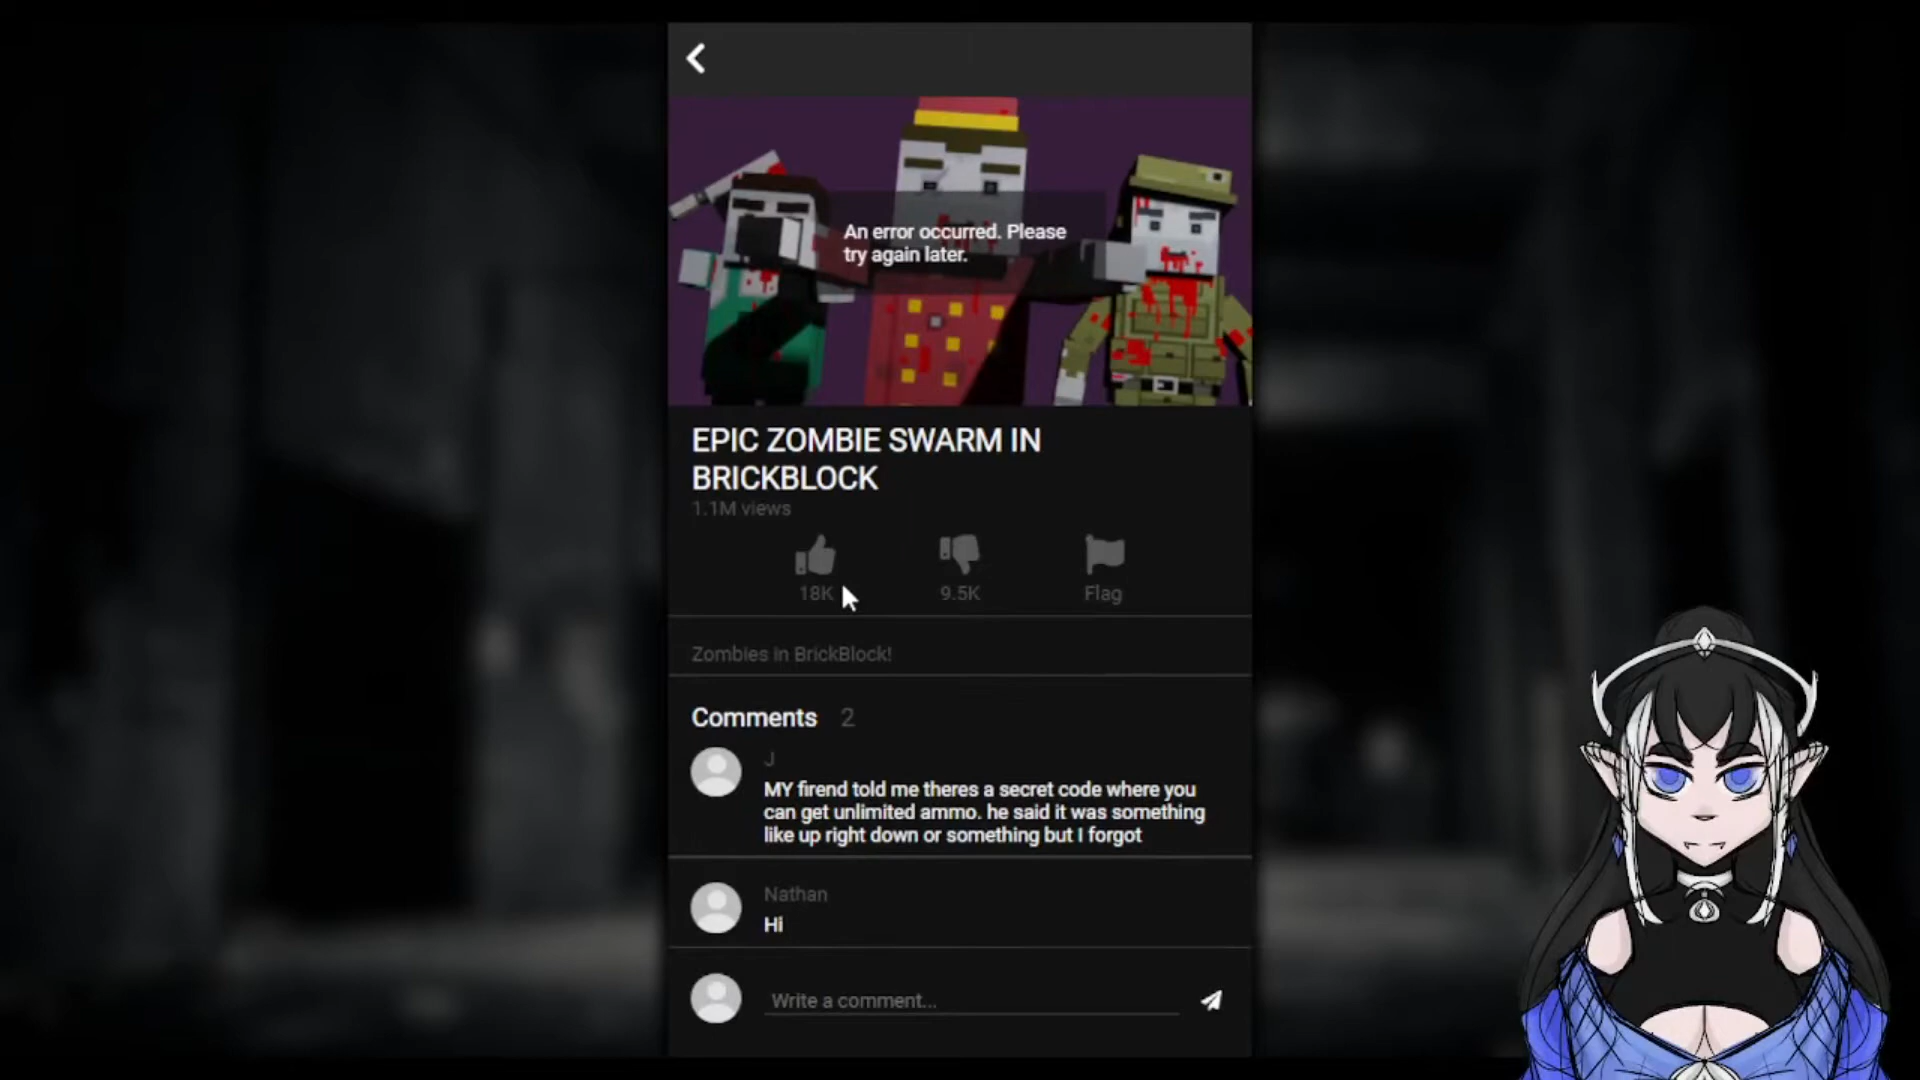 An error occurred. Please
try again later.
EPIC ZOMBIE SWARM IN
BRICKBLOCK
1.1M views
18K
9.5K
Flag
Zombies in BrickBlock!
Comments 2
J
MY firend told me theres a secret code where you
can get unlimited ammo. he said it was something
like up right down or something but I forgot
Nathan
Hi
Write a comment...